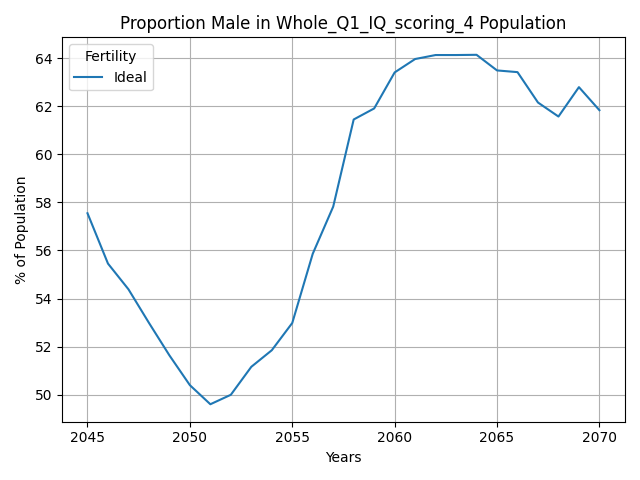 Proportion Male in Whole_Q1_IQ_scoring_4 Population
Fertility
Ideal
% of Population
64
62
60
58
56
54
52
50
2045
2050
2055
2060
2065
2070
Years